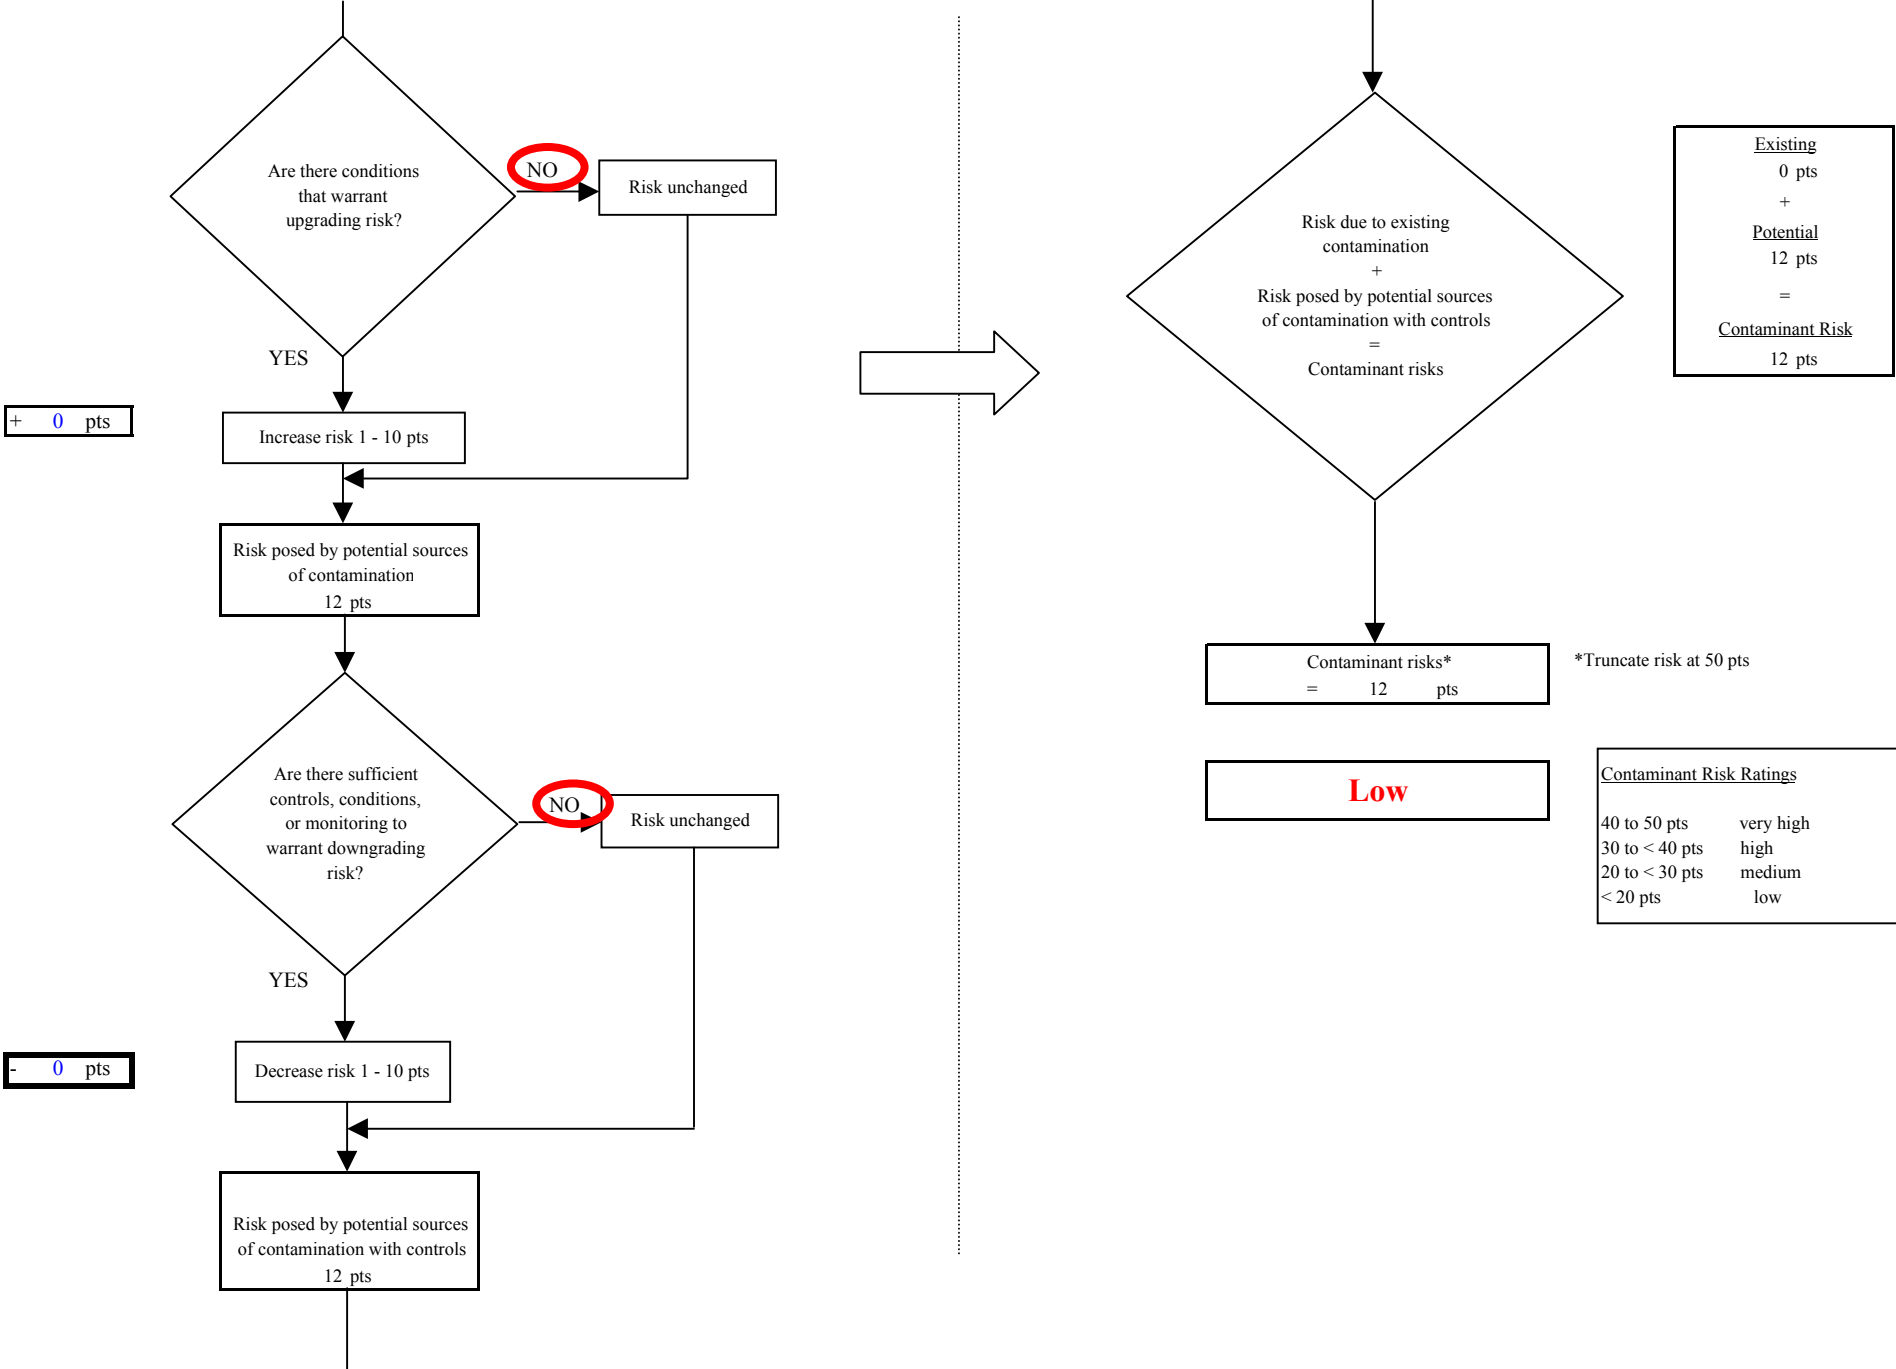 Are there conditions
that warrant
upgrading risk?
NO
Risk unchanged
YES
+ 0 pts
Increase risk 1 - 10 pts
Risk posed by potential sources
of contamination
12 pts
Are there sufficient
controls, conditions,
or monitoring to
warrant downgrading
risk?
NO
Risk unchanged
YES
- 0 pts
Decrease risk 1 - 10 pts
Risk posed by potential sources
of contamination with controls
12 pts
Risk due to existing
contamination
+
Risk posed by potential sources
of contamination with controls
=
Contaminant risks
Existing
0 pts
+
Potential
12 pts
=
Contaminant Risk
12 pts
Contaminant risks*
= 12 pts
*Truncate risk at 50 pts
Low
Contaminant Risk Ratings
40 to 50 pts very high
30 to < 40 pts high
20 to < 30 pts medium
< 20 pts low